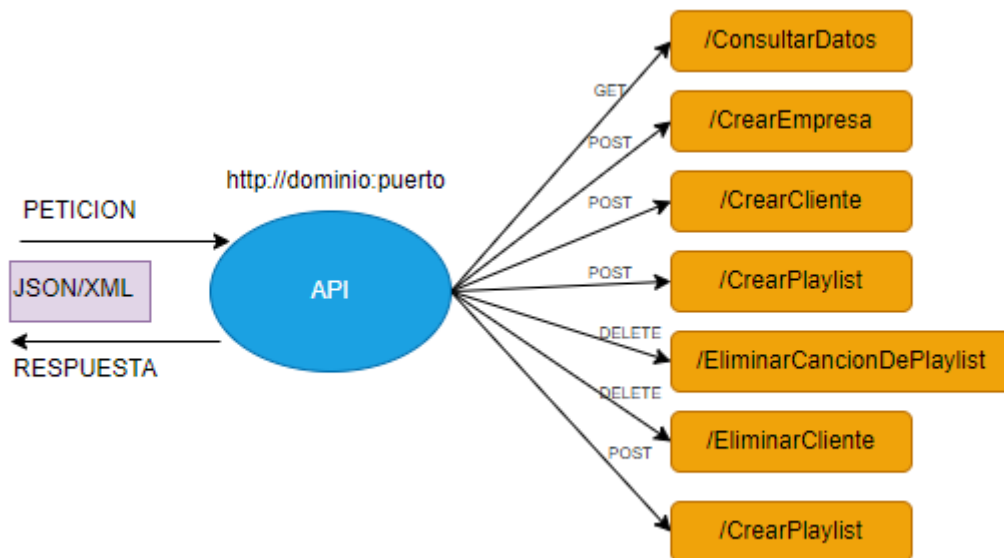 /ConsultarDatos
GET
/CrearEmpresa
POST
http://dominio:puerto
PETICION
/CrearCliente
POST
JSON/XML
API
/CrearPlaylist
POST
RESPUESTA
/EliminarCancionDePlaylist
DELETE
/EliminarCliente
DELETE
POST
/CrearPlaylist